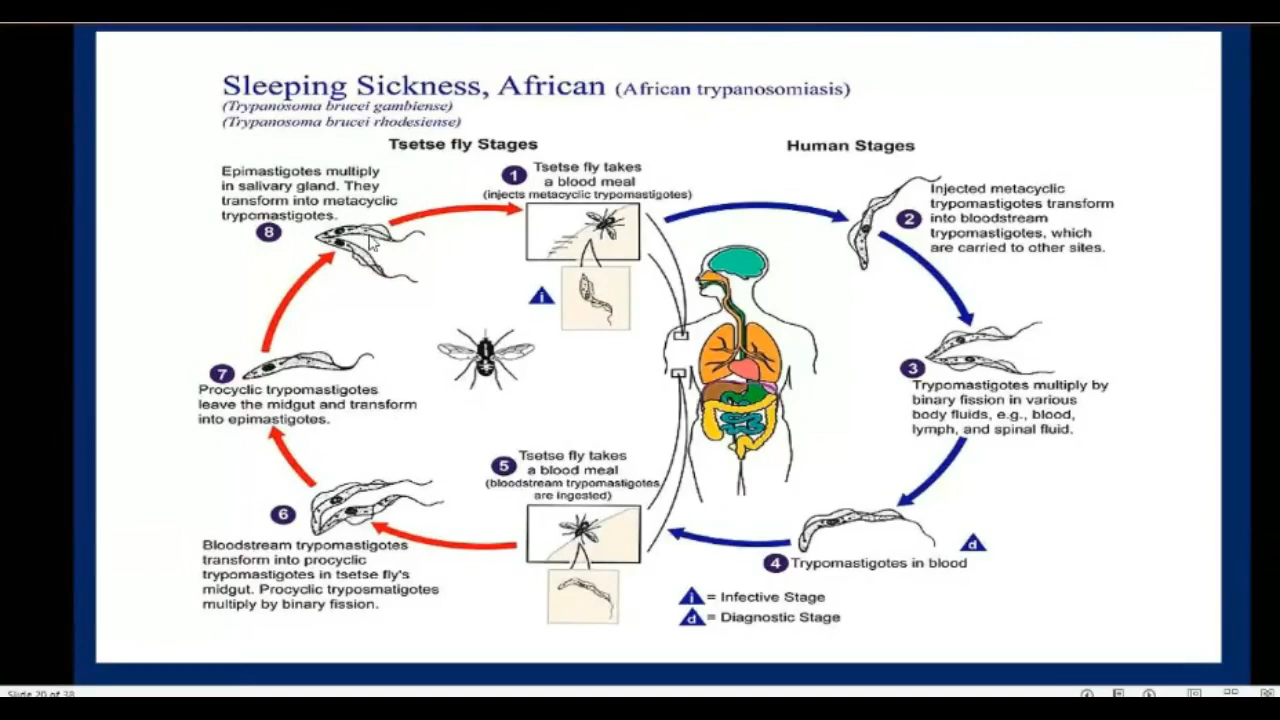 Sleeping Sickness, African (African trypanosomiasis)
(Trypanosoma brucei gambiense)
(Trypanosoma brucei rhodesiense)
Tsetse fly Stages
Human Stages
Epimastigotes multiply
in salivary gland. They
transform into metacyclic
trypomastigotes.
8
1
Tsetse fly takes
a blood meal
(injects metacyclic trypomastigotes)
i
2
Injected metacyclic
trypomastigotes transform
into bloodstream
trypomastigotes, which
are carried to other sites.
3
Trypomastigotes multiply by
binary fission in various
body fluids, e.g., blood,
lymph, and spinal fluid.
7
Procyclic trypomastigotes
leave the midgut and transform
into epimastigotes.
5
Tsetse fly takes
a blood meal
(bloodstream trypomastigotes
are ingested)
6
Bloodstream trypomastigotes
transform into procyclic
trypomastigotes in tsetse fly's
midgut. Procyclic tryposmatigotes
multiply by binary fission.
d
4 Trypomastigotes in blood
i = Infective Stage
d = Diagnostic Stage
Slide 20 of 38